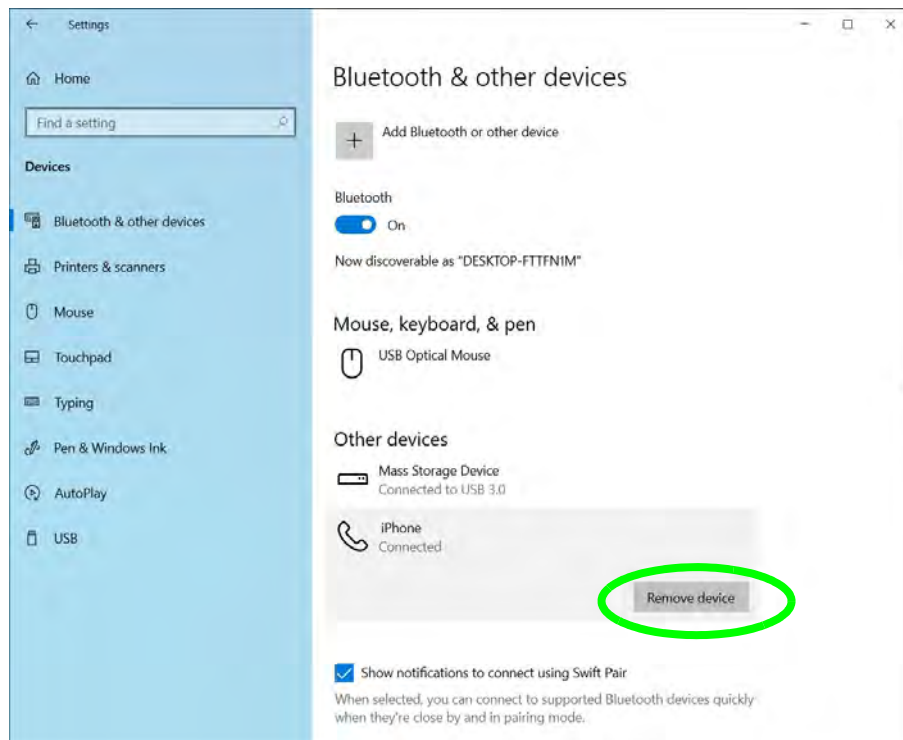 Settings
Home
Find a setting
Devices
Bluetooth & other devices
Printers & scanners
Mouse
Touchpad
Typing
Pen & Windows Ink
AutoPlay
USB
Bluetooth & other devices
Add Bluetooth or other device
Bluetooth
On
Now discoverable as "DESKTOP-FTTFN1M"
Mouse, keyboard, & pen
USB Optical Mouse
Other devices
Mass Storage Device
Connected to USB 3.0
iPhone
Connected
Remove device
Show notifications to connect using Swift Pair
When selected, you can connect to supported Bluetooth devices quickly
when they're close by and in pairing mode.